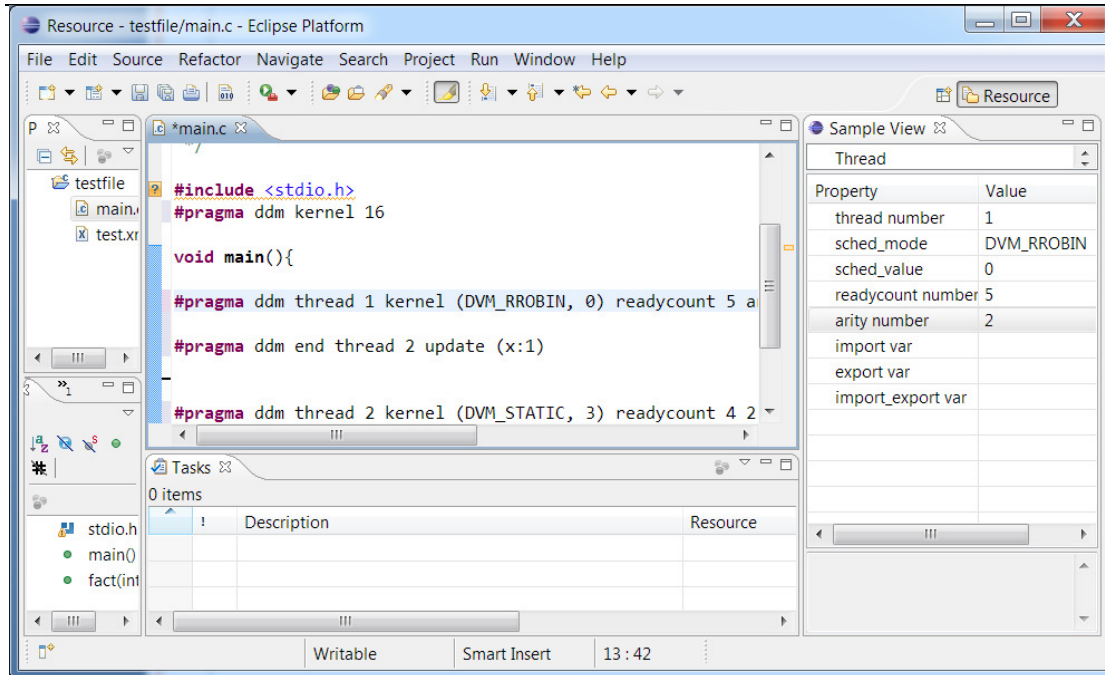 Resource - testfile/main.c - Eclipse Platform
File Edit Source Refactor Navigate Search Project Run Window Help
Resource
P
testfile
main.
test.xr
*main.c
*/
#include <stdio.h>
#pragma ddm kernel 16
void main(){
#pragma ddm thread 1 kernel (DVM_RROBIN, 0) readycount 5 a
#pragma ddm end thread 2 update (x:1)
#pragma ddm thread 2 kernel (DVM_STATIC, 3) readycount 4 2
Sample View
Thread
Property Value
thread number 1
sched_mode DVM_RROBIN
sched_value 0
readycount number 5
arity number 2
import var
export var
import_export var
»1
stdio.h
main()
fact(int
Tasks
0 items
! Description Resource
Writable Smart Insert 13 : 42